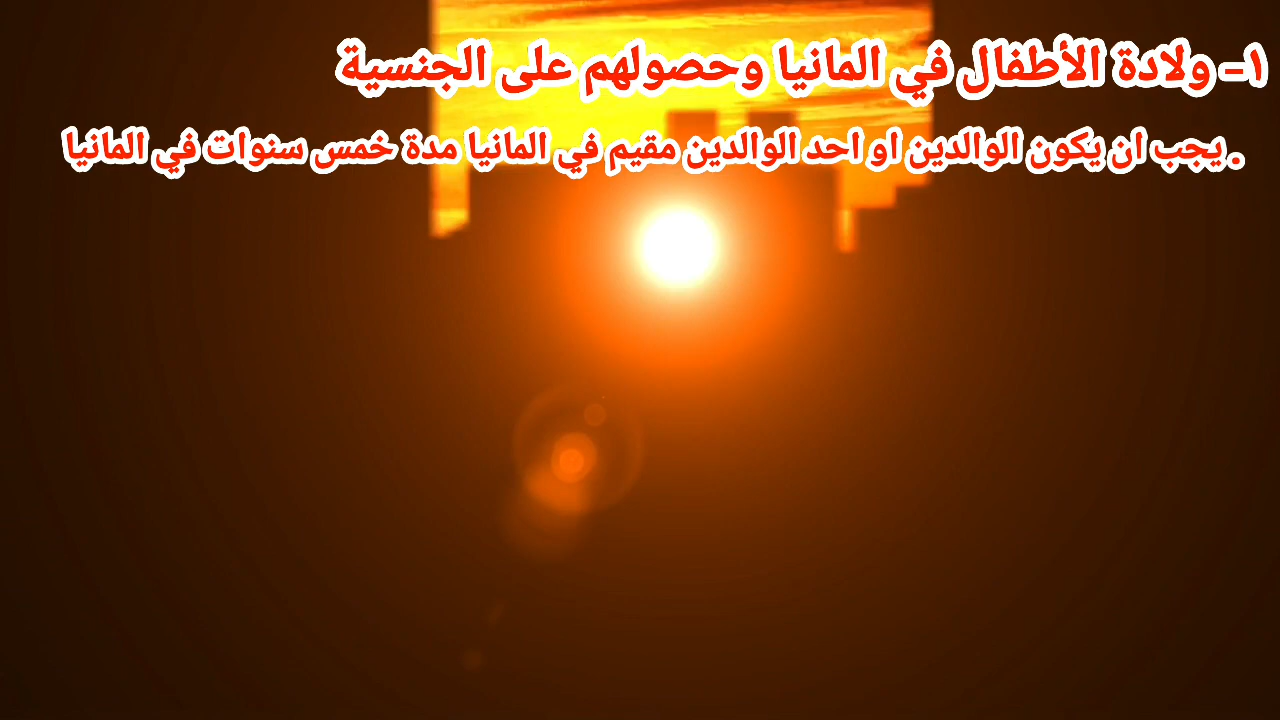 ١- ولادة الأطفال في المانيا وحصولهم على الجنسية
. يجب ان يكون الوالدين او احد الوالدين مقيم في المانيا مدة خمس سنوات في المانيا